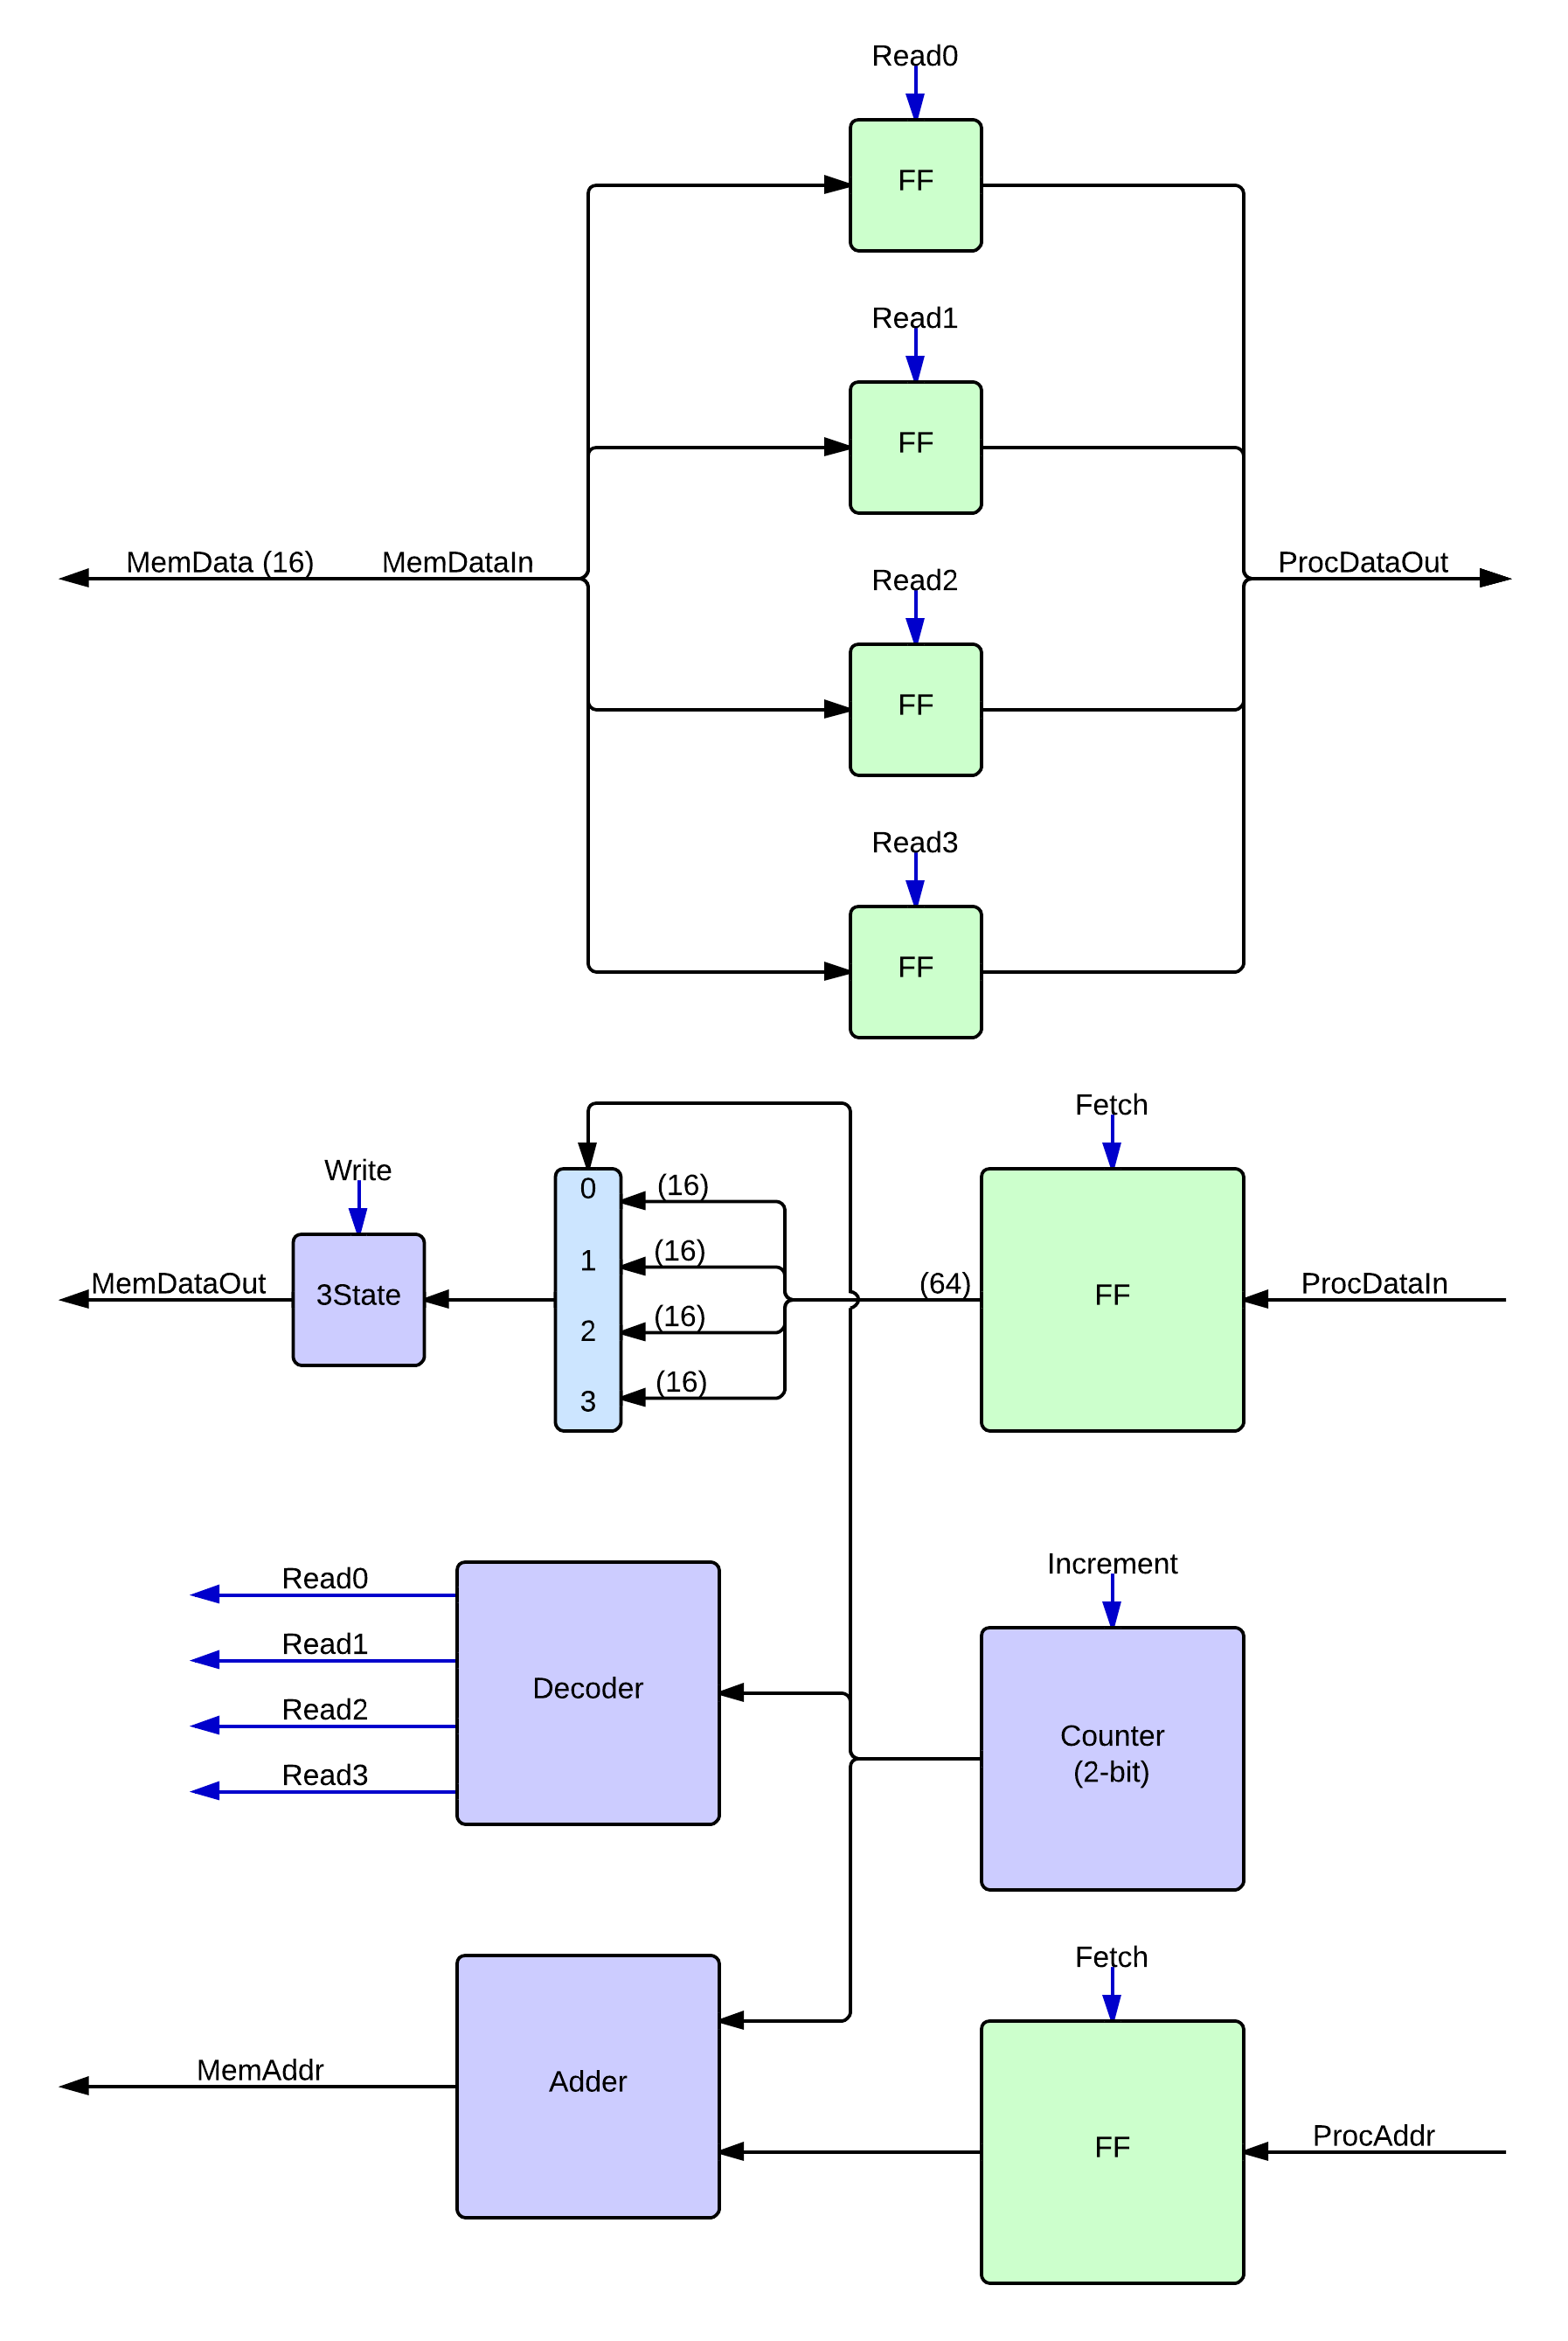 Read0
FF
Read1
FF
MemData (16)
MemDataIn
ProcDataOut
Read2
FF
Read3
FF
Fetch
Write
0
(16)
1
(16)
MemDataOut
3State
(64)
FF
ProcDataIn
2
(16)
3
(16)
Increment
Read0
Read1
Decoder
Read2
Counter
(2-bit)
Read3
Fetch
MemAddr
Adder
FF
ProcAddr